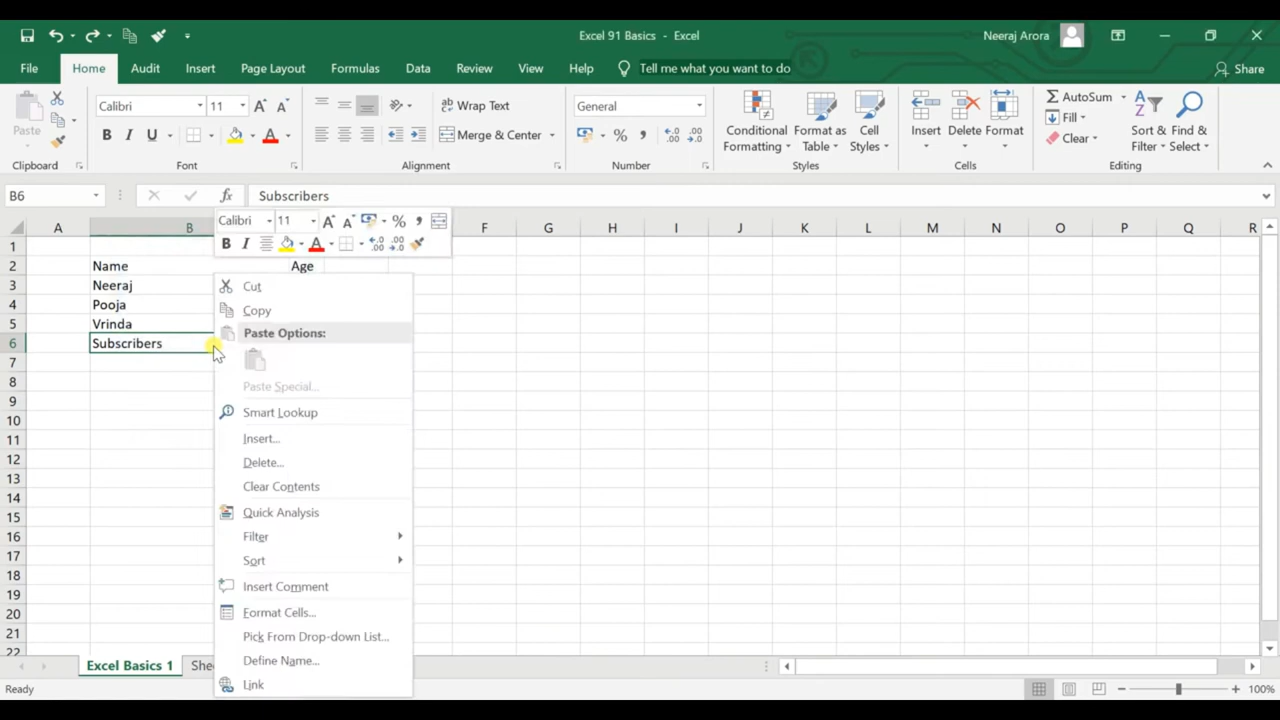 Excel 91 Basics - Excel
Neeraj Arora
File Home Audit Insert Page Layout Formulas Data Review View Help Tell me what you want to do Share
Paste
Calibri 11
B I U
Wrap Text
Merge & Center
General
% ,
Conditional Formatting
Format as Table
Cell Styles
Insert
Delete
Format
AutoSum
Fill
Clear
Sort & Filter
Find & Select
Clipboard Font Alignment Number Styles Cells Editing
B6 fx Subscribers
Calibri 11 % ,
B I A
A B F G H I J K L M N O P Q R
1
2 Name Age
3 Neeraj
4 Pooja
5 Vrinda
6 Subscribers
7
8
9
10
11
12
13
14
15
16
17
18
19
20
21
22
Cut
Copy
Paste Options:
Paste Special...
Smart Lookup
Insert...
Delete...
Clear Contents
Quick Analysis
Filter
Sort
Insert Comment
Format Cells...
Pick From Drop-down List...
Define Name...
Link
Excel Basics 1 She
Ready
100%